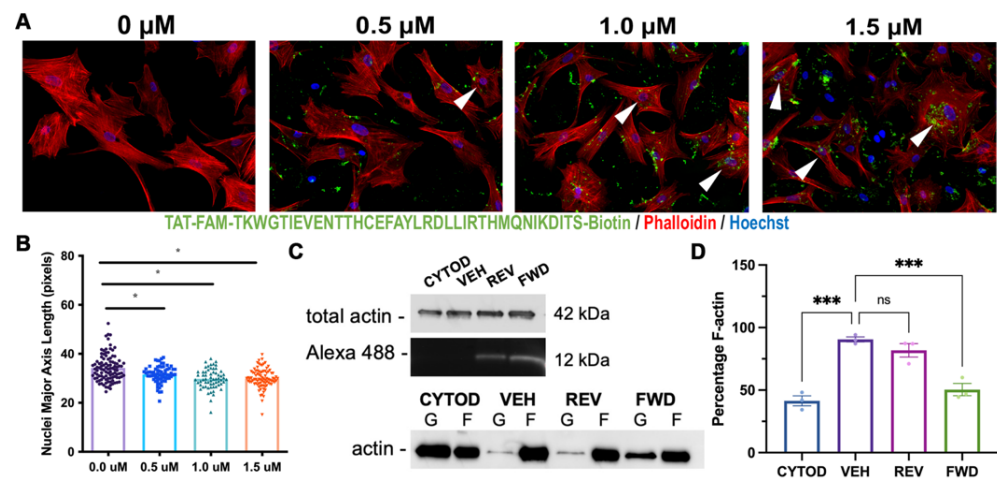 A
0 µM
0.5 µM
1.0 µM
1.5 µM
TAT-FAM-TKWGTIEVENTTHCEFAYLRDLLIRTHMQNIKDITS-Biotin / Phalloidin / Hoechst
B
Nuclei Major Axis Length (pixels)
80
60
40
20
0
*
*
*
0.0 uM
0.5 uM
1.0 uM
1.5 uM
C
CYTOD
VEH
REV
FWD
total actin -
42 kDa
Alexa 488 -
12 kDa
CYTOD VEH REV FWD
G F G F G F G F
actin -
D
Percentage F-actin
150
100
50
0
***
***
ns
CYTOD
VEH
REV
FWD